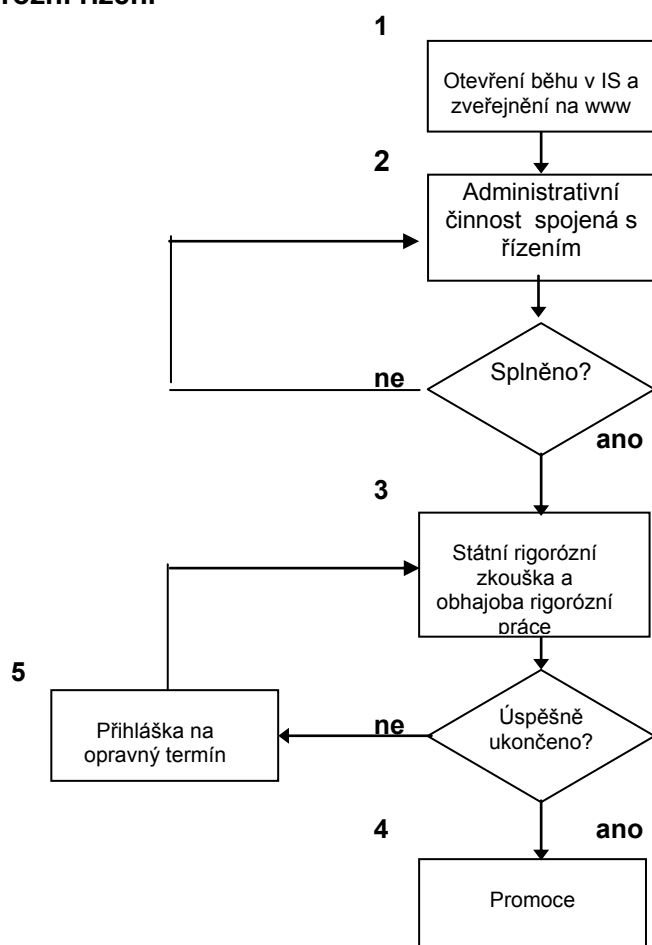 1
Otevření běhu v IS a
zveřejnění na www
2
Administrativní
činnost spojená s
řízením
Splněno?
ne
ano
3
Státní rigorózní
zkouška a
obhajoba rigorózní
práce
5
Přihláška na
opravný termín
ne
Úspěšně
ukončeno?
4
ano
Promoce